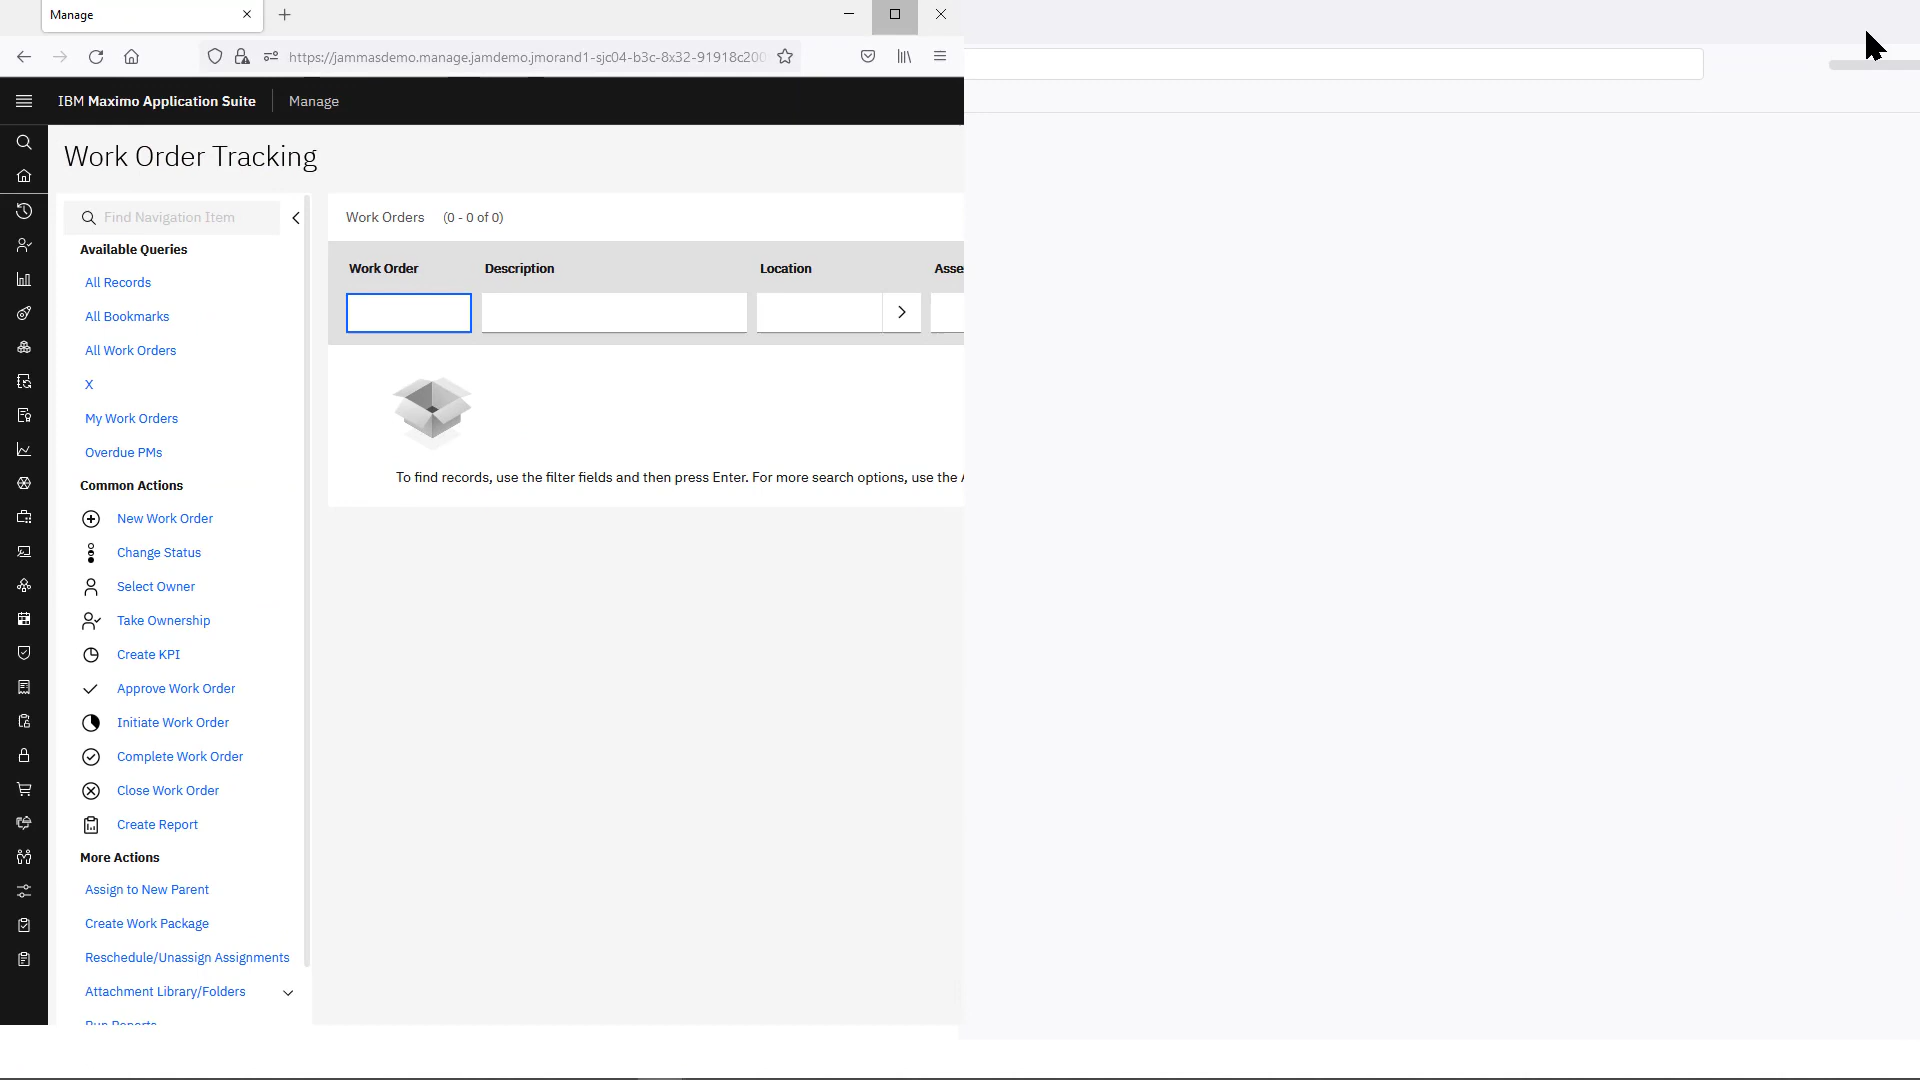 Manage
https://jammasdemo.manage.jamdemo.jmorand1-sjc04-b3c-8x32-91918c200
IBM Maximo Application Suite Manage
Work Order Tracking
Find Navigation Item
Available Queries
All Records
All Bookmarks
All Work Orders
X
My Work Orders
Overdue PMs
Common Actions
New Work Order
Change Status
Select Owner
Take Ownership
Create KPI
Approve Work Order
Initiate Work Order
Complete Work Order
Close Work Order
Create Report
More Actions
Assign to New Parent
Create Work Package
Reschedule/Unassign Assignments
Attachment Library/Folders
Run Reports
Work Orders (0 - 0 of 0)
Work Order Description Location Asse
To find records, use the filter fields and then press Enter. For more search options, use the